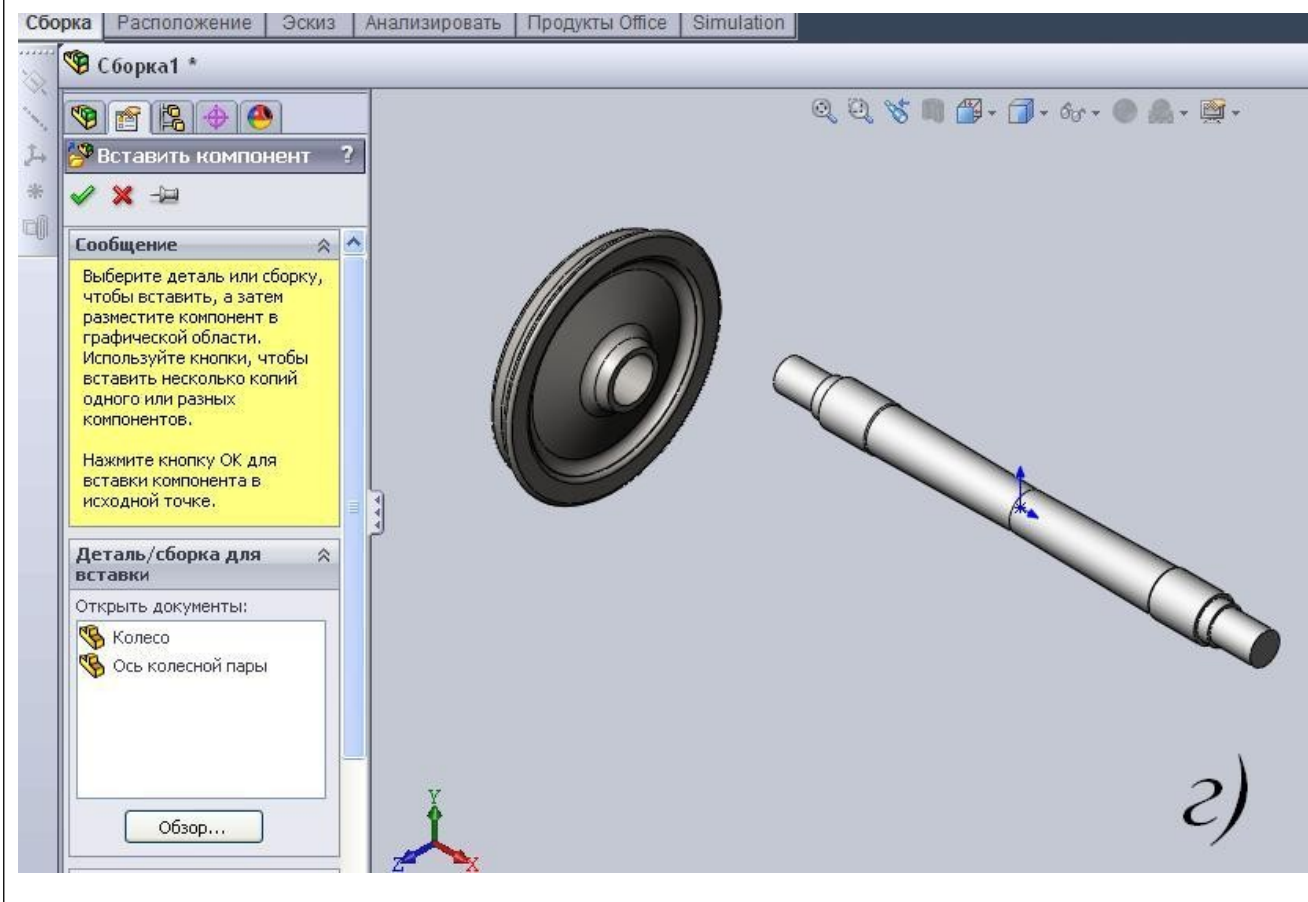 Сборка Расположение Эскиз Анализировать Продукты Office Simulation
Сборка1 *
Вставить компонент ?
Сообщение
Выберите деталь или сборку,
чтобы вставить, а затем
разместите компонент в
графической области.
Используйте кнопки, чтобы
вставить несколько копий
одного или разных
компонентов.
Нажмите кнопку OK для
вставки компонента в
исходной точке.
Деталь/сборка для
вставки
Открыть документы:
Колесо
Ось колесной пары
Обзор...
Y
Z X
г)